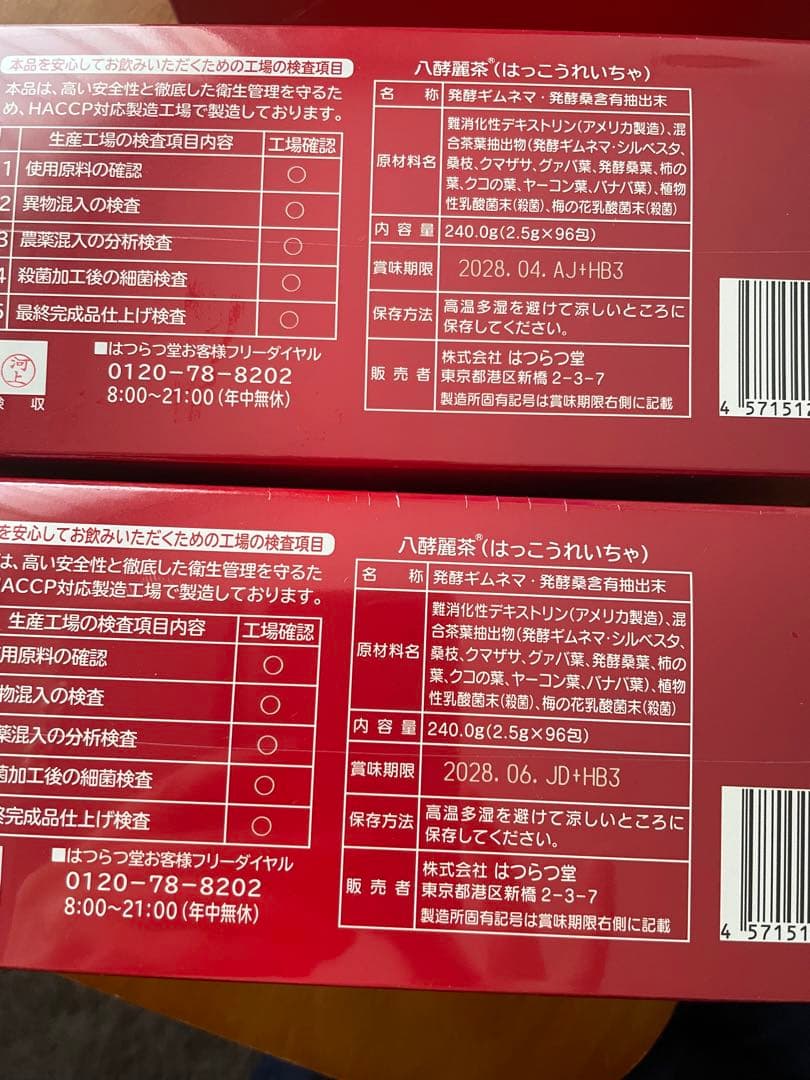 本品を安心してお飲みいただくための工場の検査項目
本品は、高い安全性と徹底した衛生管理を守るた
め、HACCP対応製造工場で製造しております。
生産工場の検査項目内容 工場確認
1 使用原料の確認 ○
2 異物混入の検査 ○
3 農薬混入の分析検査 ○
4 殺菌加工後の細菌検査 ○
5 最終完成品仕上げ検査 ○
河上
検 収
■はつらつ堂お客様フリーダイヤル
0120-78-8202
8:00〜21:00(年中無休)
八酵麗茶®(はっこうれいちゃ)
名 称 発酵ギムネマ・発酵桑含有抽出末
原材料名 難消化性デキストリン(アメリカ製造)、混
合茶葉抽出物(発酵ギムネマ・シルベスタ、
桑枝、クマザサ、グァバ葉、発酵桑葉、柿の
葉、クコの葉、ヤーコン葉、バナバ葉)、植物
性乳酸菌末(殺菌)、梅の花乳酸菌末(殺菌)
内容量 240.0g(2.5g×96包)
賞味期限 2028.04.AJ+HB3
保存方法 高温多湿を避けて涼しいところに
保存してください。
販売者 株式会社 はつらつ堂
東京都港区新橋2-3-7
製造所固有記号は賞味期限右側に記載
4 571512
を安心してお飲みいただくための工場の検査項目
は、高い安全性と徹底した衛生管理を守るた
HACCP対応製造工場で製造しております。
生産工場の検査項目内容 工場確認
使用原料の確認 ○
物混入の検査 ○
薬混入の分析検査 ○
菌加工後の細菌検査 ○
終完成品仕上げ検査 ○
■はつらつ堂お客様フリーダイヤル
0120-78-8202
8:00〜21:00(年中無休)
八酵麗茶®(はっこうれいちゃ)
名 称 発酵ギムネマ・発酵桑含有抽出末
原材料名 難消化性デキストリン(アメリカ製造)、混
合茶葉抽出物(発酵ギムネマ・シルベスタ、
桑枝、クマザサ、グァバ葉、発酵桑葉、柿の
葉、クコの葉、ヤーコン葉、バナバ葉)、植物
性乳酸菌末(殺菌)、梅の花乳酸菌末(殺菌)
内容量 240.0g(2.5g×96包)
賞味期限 2028.06.JD+HB3
保存方法 高温多湿を避けて涼しいところに
保存してください。
販売者 株式会社 はつらつ堂
東京都港区新橋2-3-7
製造所固有記号は賞味期限右側に記載
4 57151